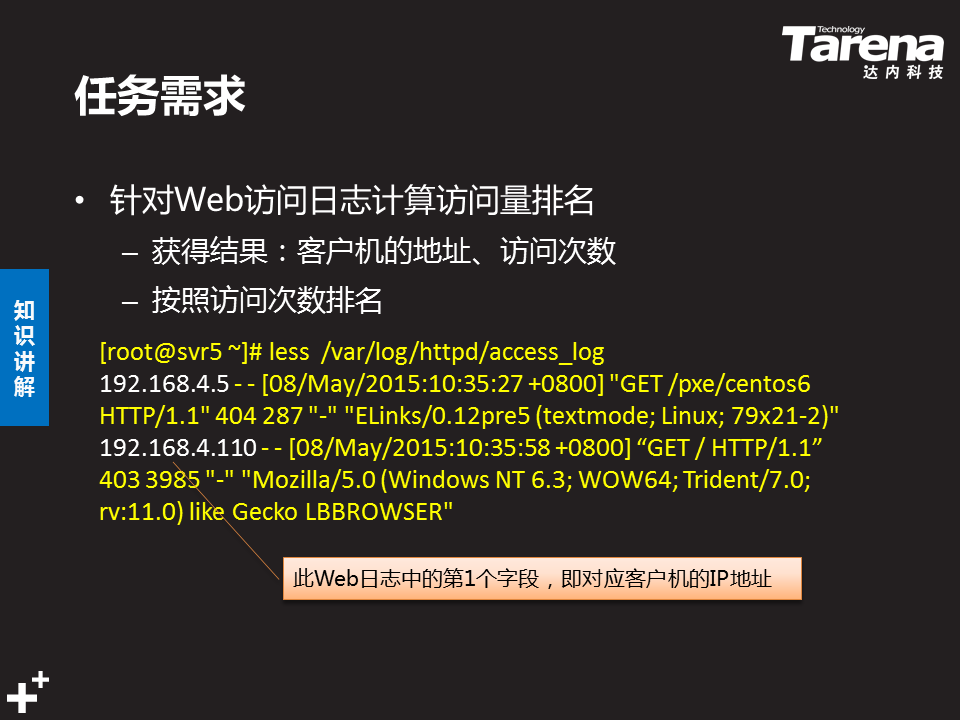 Technology
Tarena
达内科技
任务需求
• 针对Web访问日志计算访问量排名
– 获得结果：客户机的地址、访问次数
– 按照访问次数排名
知
识
讲
解
[root@svr5 ~]# less  /var/log/httpd/access_log
192.168.4.5 - - [08/May/2015:10:35:27 +0800] "GET /pxe/centos6
HTTP/1.1" 404 287 "-" "ELinks/0.12pre5 (textmode; Linux; 79x21-2)"
192.168.4.110 - - [08/May/2015:10:35:58 +0800] “GET / HTTP/1.1”
403 3985 "-" "Mozilla/5.0 (Windows NT 6.3; WOW64; Trident/7.0;
rv:11.0) like Gecko LBBROWSER"
此Web日志中的第1个字段，即对应客户机的IP地址